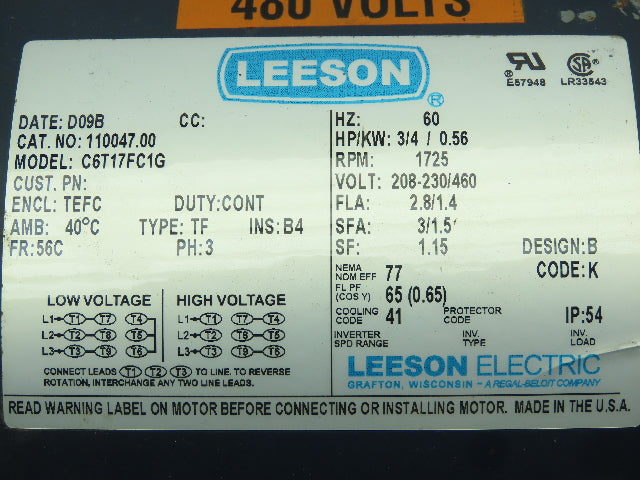 480 VOLTS
LEESON ®
E57948 LR33543
DATE: D09B CC:
CAT. NO: 110047.00
MODEL: C6T17FC1G
CUST. PN:
ENCL: TEFC DUTY: CONT
AMB: 40°C TYPE: TF INS: B4
FR: 56C PH: 3
HZ: 60
HP/KW: 3/4 / 0.56
RPM: 1725
VOLT: 208-230/460
FLA: 2.8/1.4
SFA: 3/1.5
SF: 1.15 DESIGN: B
NEMA NOM EFF 77 CODE: K
FL PF (COS Y) 65 (0.65)
COOLING CODE 41 PROTECTOR CODE IP: 54
INVERTER SPD RANGE INV. TYPE INV. LOAD
LOW VOLTAGE HIGH VOLTAGE
L1 T1 T7 T4 L1 T1 T7 T4
L2 T2 T8 T5 L2 T2 T8 T5
L3 T3 T9 T6 L3 T3 T9 T6
CONNECT LEADS T1 T2 T3 TO LINE. TO REVERSE
ROTATION, INTERCHANGE ANY TWO LINE LEADS.
LEESON ELECTRIC
GRAFTON, WISCONSIN - A REGAL-BELOIT COMPANY
READ WARNING LABEL ON MOTOR BEFORE CONNECTING OR INSTALLING MOTOR. MADE IN THE U.S.A.